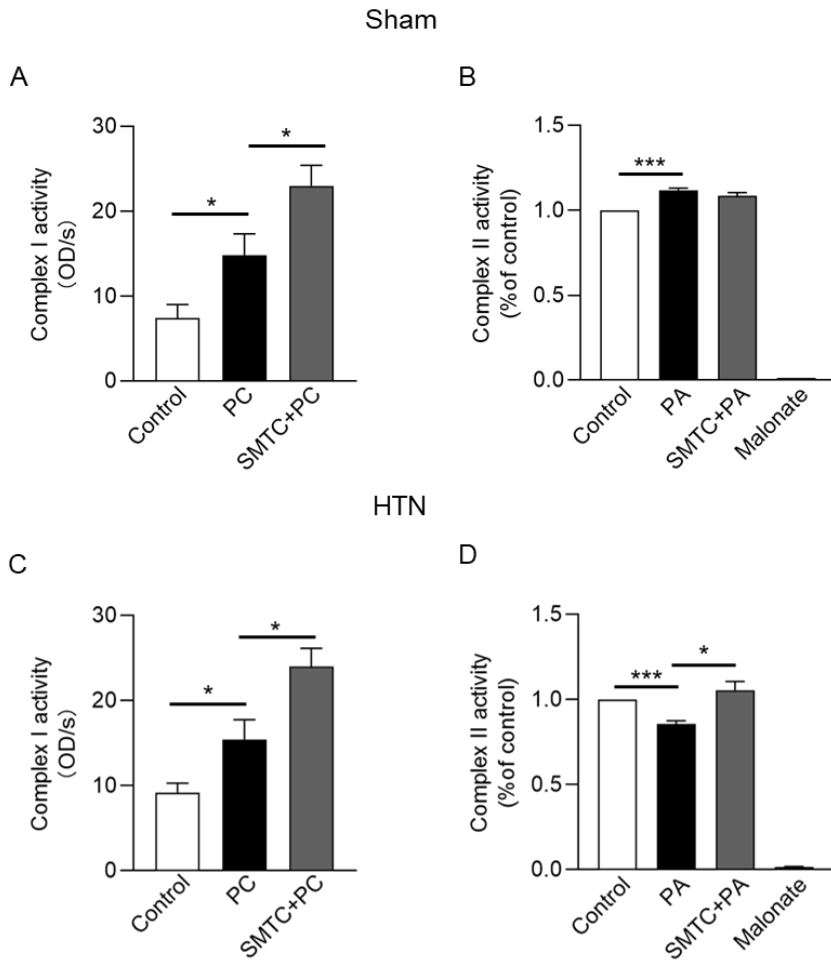 Sham
A
B
Complex I activity
(OD/s)
30
20
10
0
*
*
Control
PC
SMTC+PC
Complex II activity
(%of control)
1.5
1.0
0.5
0.0
***
Control
PA
SMTC+PA
Malonate
HTN
C
D
Complex I activity
(OD/s)
30
20
10
0
*
*
Control
PC
SMTC+PC
Complex II activity
(%of control)
1.5
1.0
0.5
0.0
***
*
Control
PA
SMTC+PA
Malonate